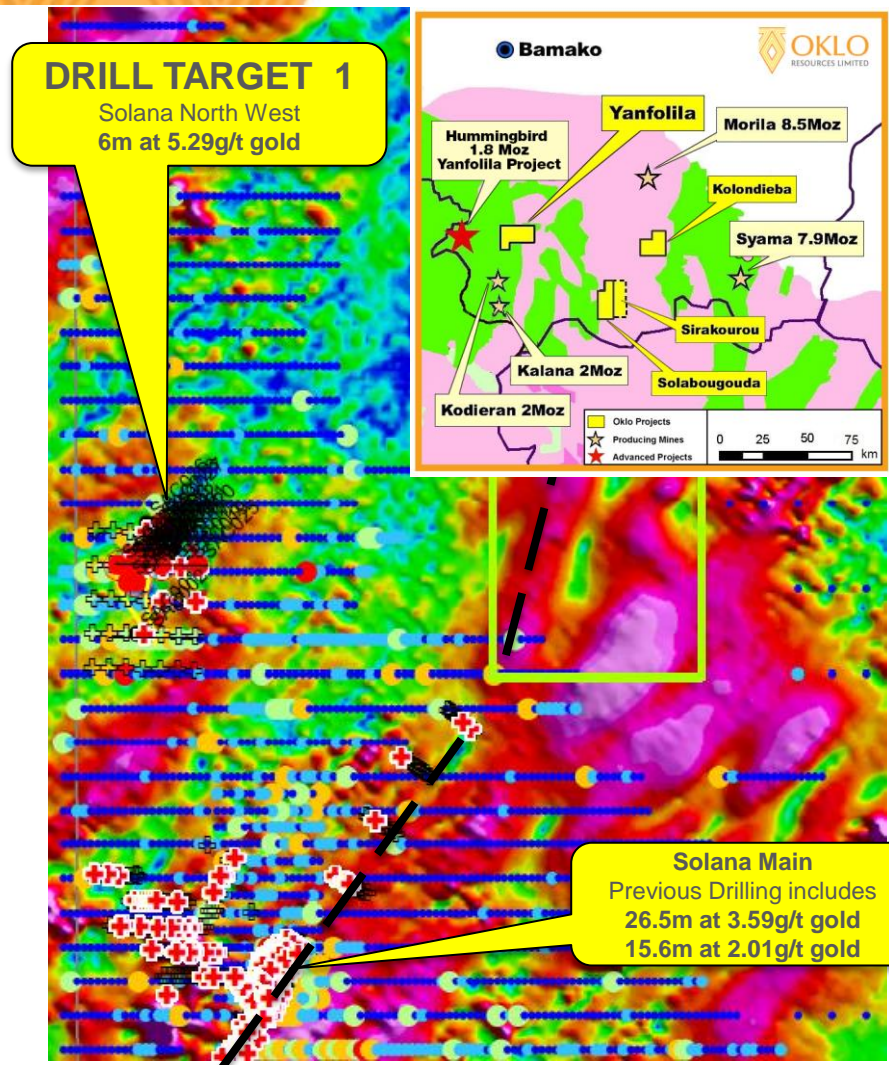 DRILL TARGET 1
Solana North West
6m at 5.29g/t gold
Bamako
OKLO
RESOURCES LIMITED
Yanfolila
Morila 8.5Moz
Hummingbird
1.8 Moz
Yanfolila Project
Kolondieba
Syama 7.9Moz
Sirakourou
Kalana 2Moz
Solabougouda
Kodieran 2Moz
Oklo Projects
Producing Mines
Advanced Projects
0 25 50 75
km
Solana Main
Previous Drilling includes
26.5m at 3.59g/t gold
15.6m at 2.01g/t gold